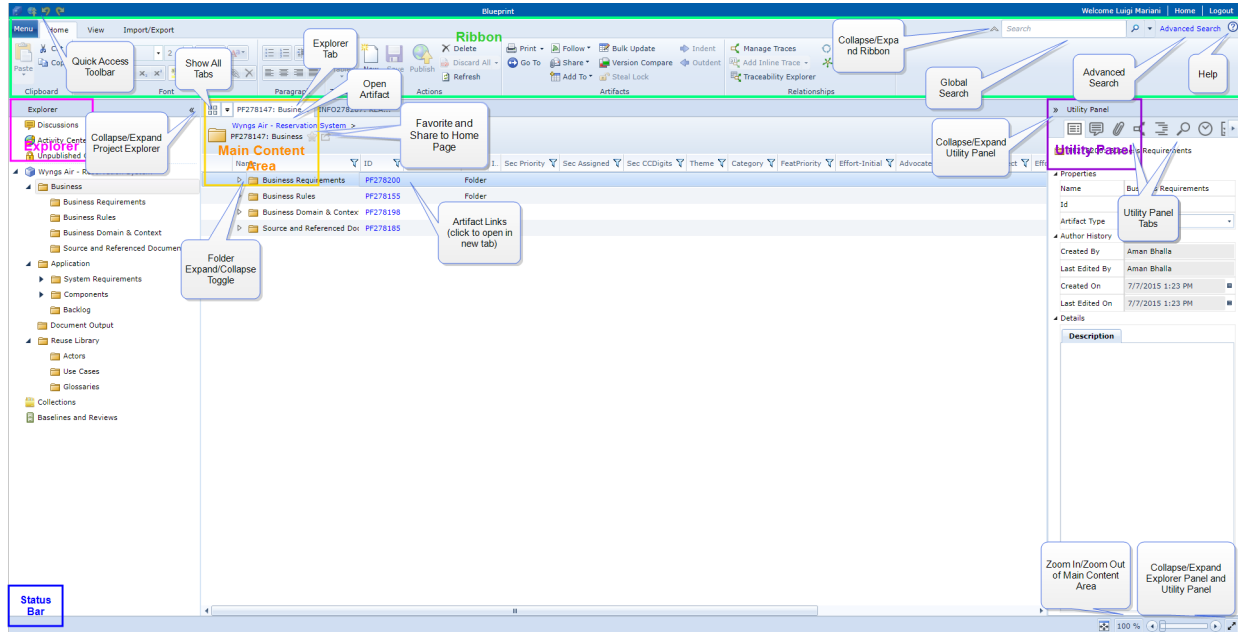 Blueprint
Welcome Luigi Mariani | Home | Logout
Menu Home View Import/Export
Search
Advanced Search
Ribbon
Paste
Clipboard
Font
Paragraph
Publish
Delete
Discard All
Refresh
Actions
Print
Go To
Follow
Share
Add To
Bulk Update
Version Compare
Steal Lock
Indent
Outdent
Artifacts
Manage Traces
Add Inline Trace
Traceability Explorer
Relationships
Quick Access
Toolbar
Show All
Tabs
Explorer
Tab
Open
Artifact
Collapse/Expa
nd Ribbon
Global
Search
Advanced
Search
Help
Explorer
Discussions
Explorer
Wyngs Air -
Business
Business Requirements
Business Rules
Business Domain & Context
Source and Referenced Documen
Application
System Requirements
Components
Backlog
Document Output
Reuse Library
Actors
Use Cases
Glossaries
Collections
Baselines and Reviews
Collapse/Expand
Project Explorer
PF278147: Busine
Wyngs Air - Reservation System >
PF278147: Business
Main Content
Area
Favorite and
Share to Home
Page
ID
Sec Priority Sec Assigned Sec CCDigits Theme Category FeatPriority Effort-Initial Advocate
Business Requirements PF278200 Folder
Business Rules PF278155 Folder
Business Domain & Contex PF278198
Source and Referenced Doc PF278185
Folder
Expand/Collapse
Toggle
Artifact Links
(click to open in
new tab)
Collapse/Expand
Utility Panel
Utility Panel
Utility Panel
Properties
Name Business Requirements
Id
Artifact Type
Author History
Created By Aman Bhalla
Last Edited By Aman Bhalla
Created On 7/7/2015 1:23 PM
Last Edited On 7/7/2015 1:23 PM
Details
Description
Utility Panel
Tabs
Zoom In/Zoom Out
of Main Content
Area
Collapse/Expand
Explorer Panel and
Utility Panel
Status
Bar
100 %